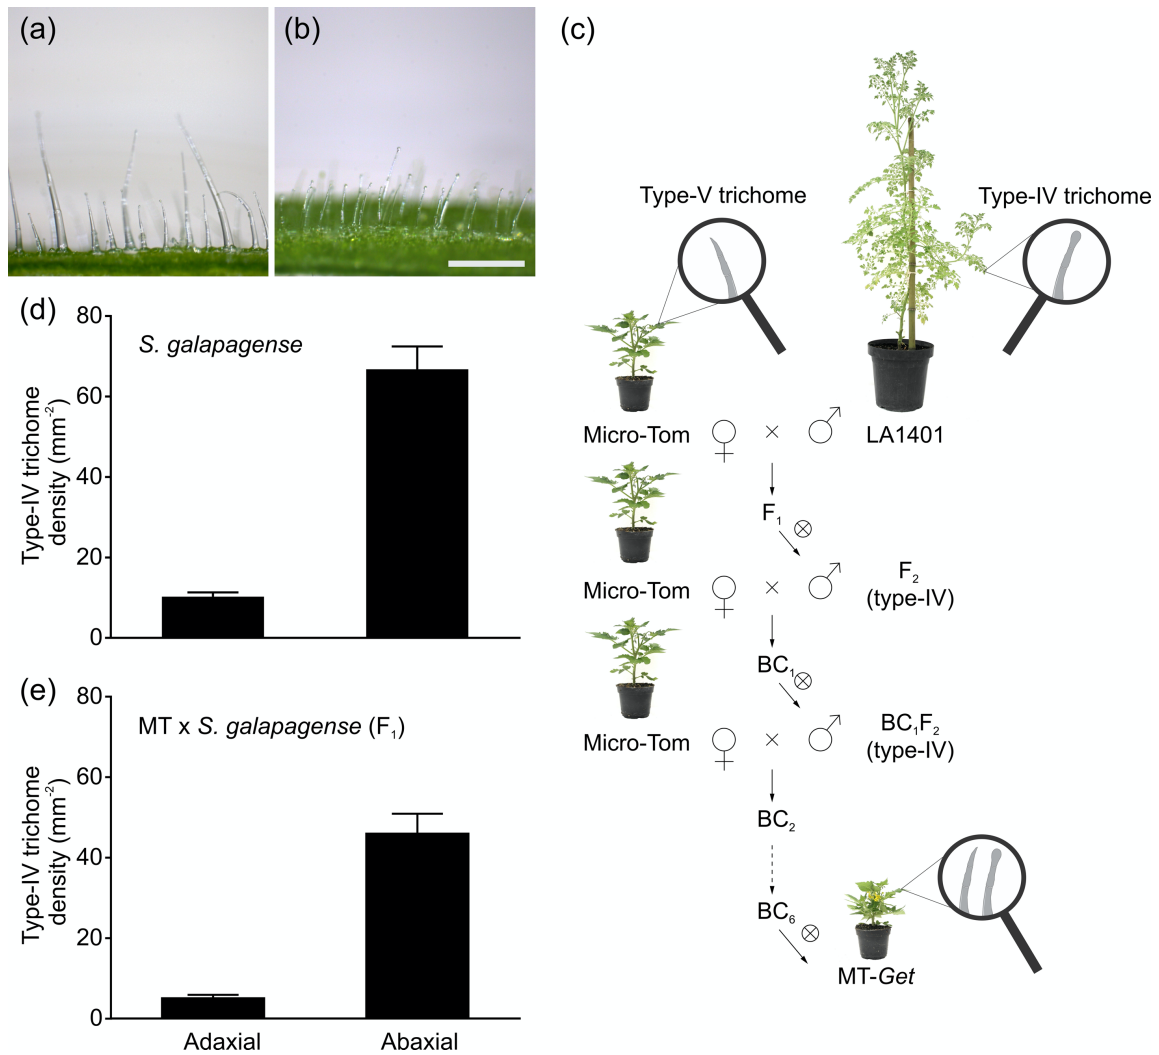 (a)
(b)
(c)
Type-V trichome
Type-IV trichome
Micro-Tom ♀ × ♂ LA1401
F₁ ⊗
Micro-Tom ♀ × ♂ F₂
(type-IV)
BC₁ ⊗
Micro-Tom ♀ × ♂ BC₁F₂
(type-IV)
BC₂
BC₆ ⊗
MT-Get
(d)
S. galapagense
Type-IV trichome
density (mm⁻²)
80
60
40
20
0
(e)
MT x S. galapagense (F₁)
Type-IV trichome
density (mm⁻²)
80
60
40
20
0
Adaxial
Abaxial